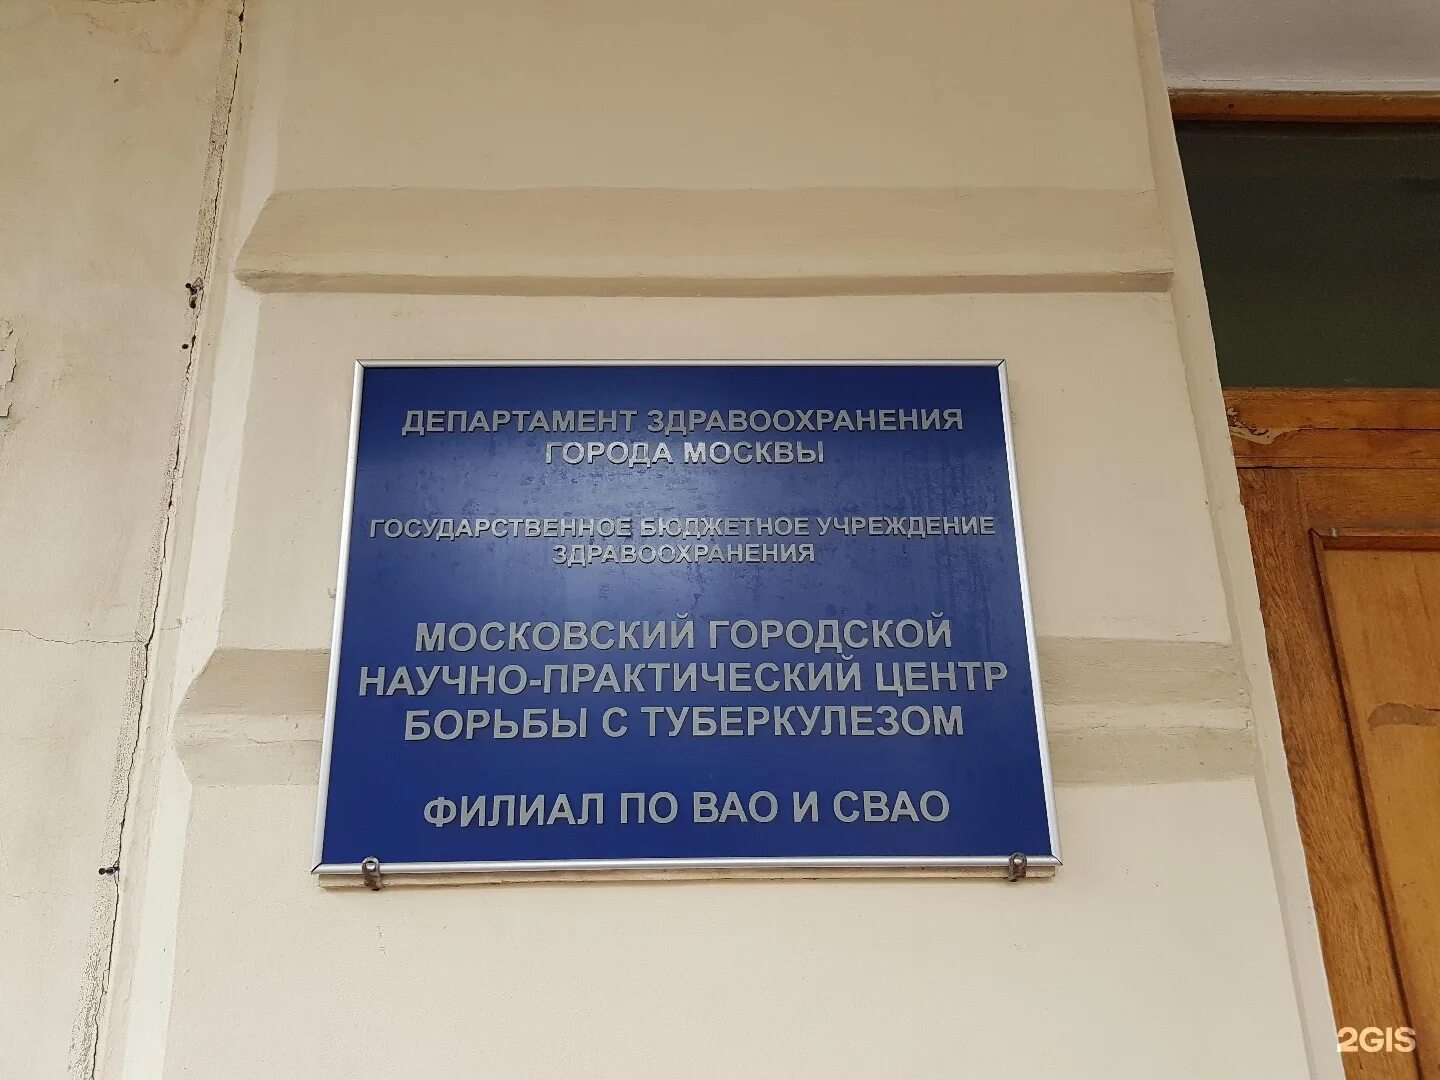 ДЕПАРТАМЕНТ ЗДРАВООХРАНЕНИЯ
ГОРОДА МОСКВЫ
ГОСУДАРСТВЕННОЕ БЮДЖЕТНОЕ УЧРЕЖДЕНИЕ
ЗДРАВООХРАНЕНИЯ
МОСКОВСКИЙ ГОРОДСКОЙ
НАУЧНО-ПРАКТИЧЕСКИЙ ЦЕНТР
БОРЬБЫ С ТУБЕРКУЛЕЗОМ
ФИЛИАЛ ПО ВАО И СВАО
2GIS